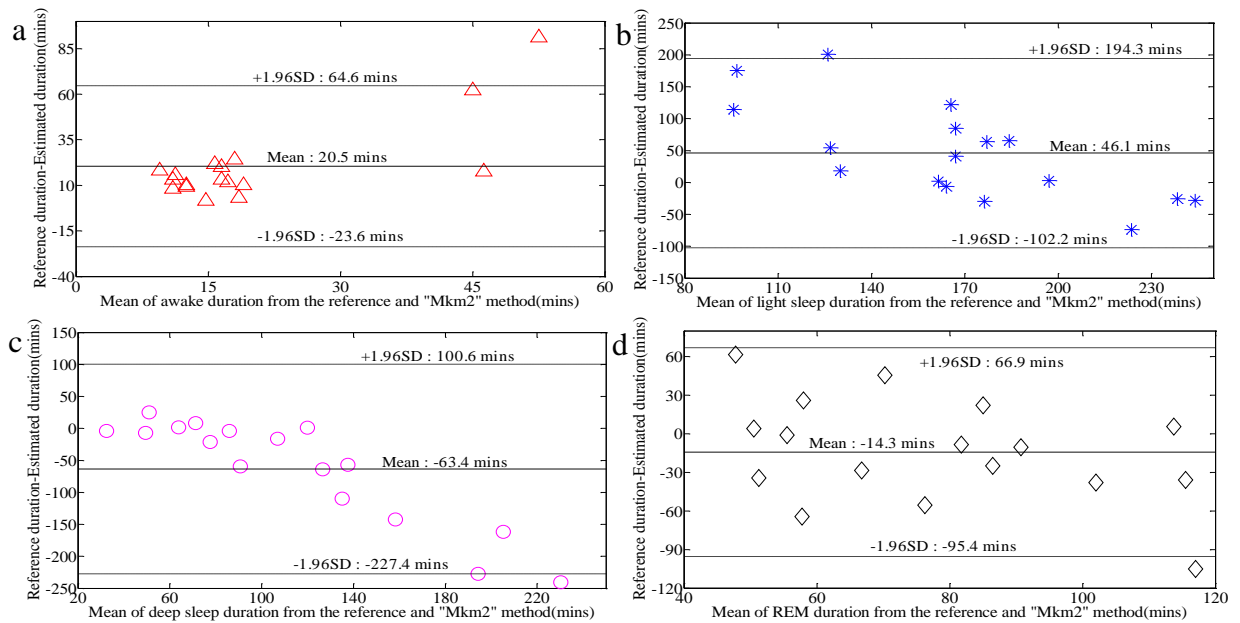 a
Reference duration-Estimated duration(mins)
85
60
35
10
-15
-40
+1.96SD : 64.6 mins
Mean : 20.5 mins
-1.96SD : -23.6 mins
0 15 30 45 60
Mean of awake duration from the reference and "Mkm2" method(mins)
b
Reference duration-Estimated duration(mins)
250
200
150
100
50
0
-50
-100
-150
+1.96SD : 194.3 mins
Mean : 46.1 mins
-1.96SD : -102.2 mins
80 110 140 170 200 230
Mean of light sleep duration from the reference and "Mkm2" method(mins)
c
Reference duration-Estimated duration(mins)
150
100
50
0
-50
-100
-150
-200
-250
+1.96SD : 100.6 mins
Mean : -63.4 mins
-1.96SD : -227.4 mins
20 60 100 140 180 220
Mean of deep sleep duration from the reference and "Mkm2" method(mins)
d
Reference duration-Estimated duration(mins)
60
30
0
-30
-60
-90
-120
+1.96SD : 66.9 mins
Mean : -14.3 mins
-1.96SD : -95.4 mins
40 60 80 100 120
Mean of REM duration from the reference and "Mkm2" method(mins)